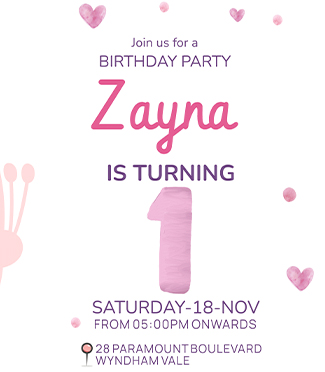 Join us for a
BIRTHDAY PARTY
Zayna
IS TURNING
1
SATURDAY-18-NOV
FROM 05:00PM ONWARDS
28 PARAMOUNT BOULEVARD
WYNDHAM VALE